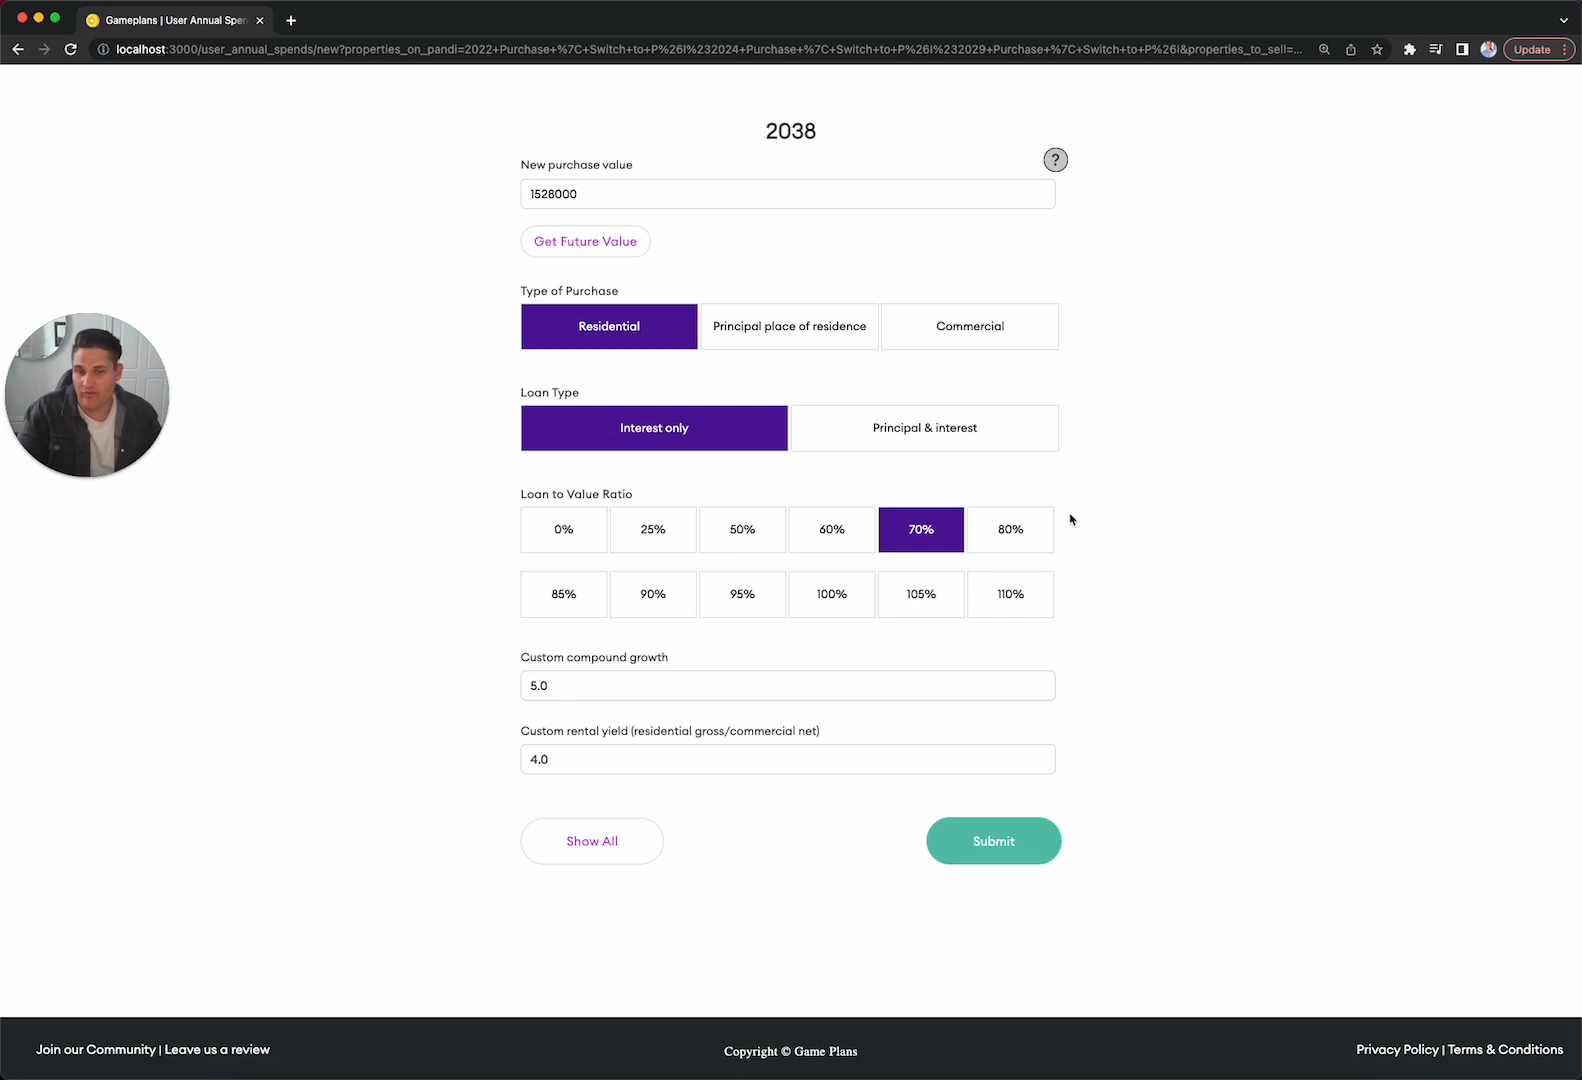 Gameplans | User Annual Spen
localhost:3000/user_annual_spends/new?properties_on_pandi=2022+Purchase+%7C+Switch+to+P%26I%232024+Purchase+%7C+Switch+to+P%26I%232029+Purchase+%7C+Switch+to+P%26I&properties_to_sell=...
Update
2038
New purchase value
?
1528000
Get Future Value
Type of Purchase
Residential
Principal place of residence
Commercial
Loan Type
Interest only
Principal & interest
Loan to Value Ratio
0%
25%
50%
60%
70%
80%
85%
90%
95%
100%
105%
110%
Custom compound growth
5.0
Custom rental yield (residential gross/commercial net)
4.0
Show All
Submit
Join our Community | Leave us a review
Copyright © Game Plans
Privacy Policy | Terms & Conditions